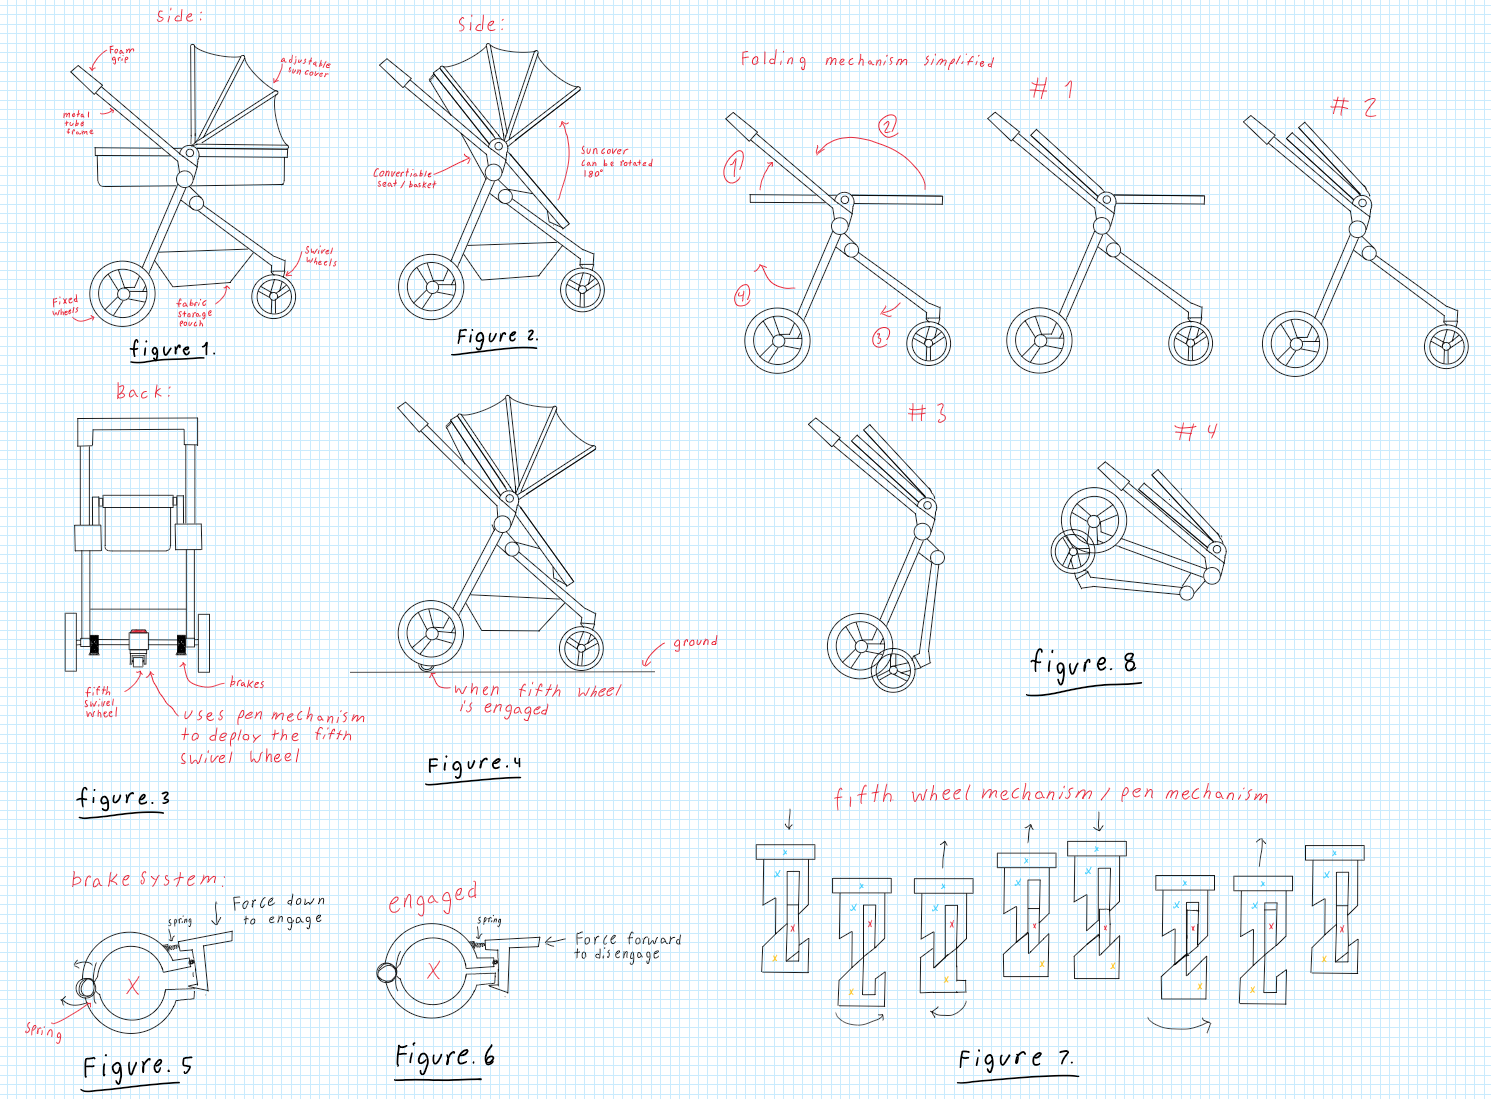 Side:
Foam
grip
adjustable
sun cover
metal
tube
frame
Swivel
wheels
Fixed
wheels
fabric
storage
pouch
figure 1.
Side:
Convertiable
seat / basket
Sun cover
can be rotated
180°
Figure 2.
Back:
fifth
swivel
wheel
brakes
uses pen mechanism
to deploy the fifth
swivel wheel
figure. 3
ground
when fifth wheel
is engaged
Figure. 4
brake system:
Force down
to engage
spring
X
spring
Figure. 5
engaged
spring
Force forward
to disengage
X
Figure. 6
Folding mechanism simplified
1
2
3
4
# 1
# 2
# 3
# 4
figure. 8
fifth wheel mechanism / pen mechanism
x x x x x x x x
x x x x x x x x
x x x x x x x x
x x x x x x x x
Figure 7.